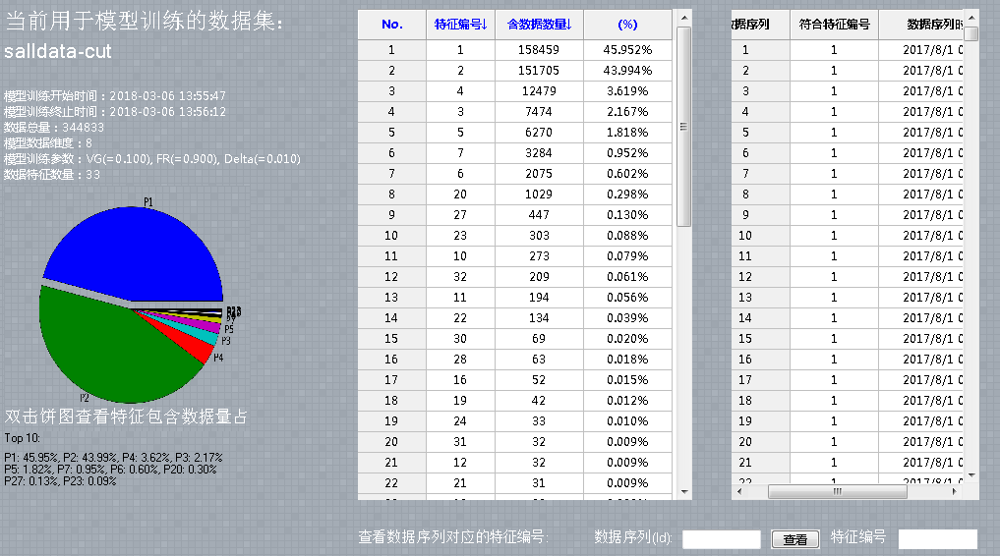 当前用于模型训练的数据集：
salldata-cut
模型训练开始时间：2018-03-06 13:55:47
模型训练终止时间：2018-03-06 13:56:12
数据总量：344833
模型数据维度：8
模型训练参数：VG(=0.100), FR(=0.900), Delta(=0.010)
数据特征数量：33
P1
P7
P5
P3
P4
P2
双击饼图查看特征包含数据量占
Top 10:
P1: 45.95%, P2: 43.99%, P4: 3.62%, P3: 2.17%
P5: 1.82%, P7: 0.95%, P6: 0.60%, P20: 0.30%
P27: 0.13%, P23: 0.09%
No. 特征编号↓ 含数据数量↓ (%)
1 1 158459 45.952%
2 2 151705 43.994%
3 4 12479 3.619%
4 3 7474 2.167%
5 5 6270 1.818%
6 7 3284 0.952%
7 6 2075 0.602%
8 20 1029 0.298%
9 27 447 0.130%
10 23 303 0.088%
11 10 273 0.079%
12 32 209 0.061%
13 11 194 0.056%
14 22 134 0.039%
15 30 69 0.020%
16 28 63 0.018%
17 16 52 0.015%
18 19 42 0.012%
19 24 33 0.010%
20 31 32 0.009%
21 12 32 0.009%
22 21 31 0.009%
数据序列 符合特征编号 数据序列时
1 1 2017/8/1 0
2 1 2017/8/1 0
3 1 2017/8/1 0
4 1 2017/8/1 0
5 1 2017/8/1 0
6 1 2017/8/1 0
7 1 2017/8/1 0
8 1 2017/8/1 0
9 1 2017/8/1 0
10 1 2017/8/1 0
11 1 2017/8/1 0
12 1 2017/8/1 0
13 1 2017/8/1 0
14 1 2017/8/1 0
15 1 2017/8/1 0
16 1 2017/8/1 0
17 1 2017/8/1 0
18 1 2017/8/1 0
19 1 2017/8/1 0
20 1 2017/8/1 0
21 1 2017/8/1 0
22 1 2017/8/1 0
查看数据序列对应的特征编号: 数据序列(Id): 查看 特征编号